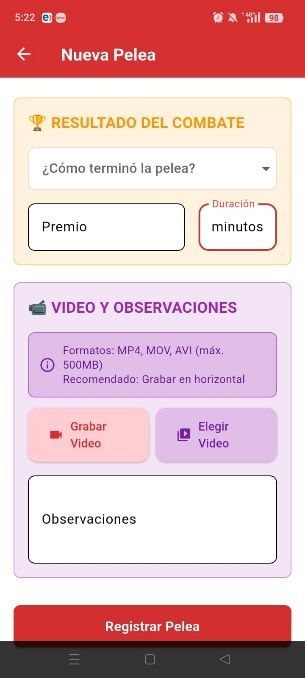 5:22
4G+
98
Nueva Pelea
RESULTADO DEL COMBATE
¿Cómo terminó la pelea?
Duración
Premio
minutos
VIDEO Y OBSERVACIONES
Formatos: MP4, MOV, AVI (máx.
500MB)
Recomendado: Grabar en horizontal
Grabar
Video
Elegir
Video
Observaciones
Registrar Pelea